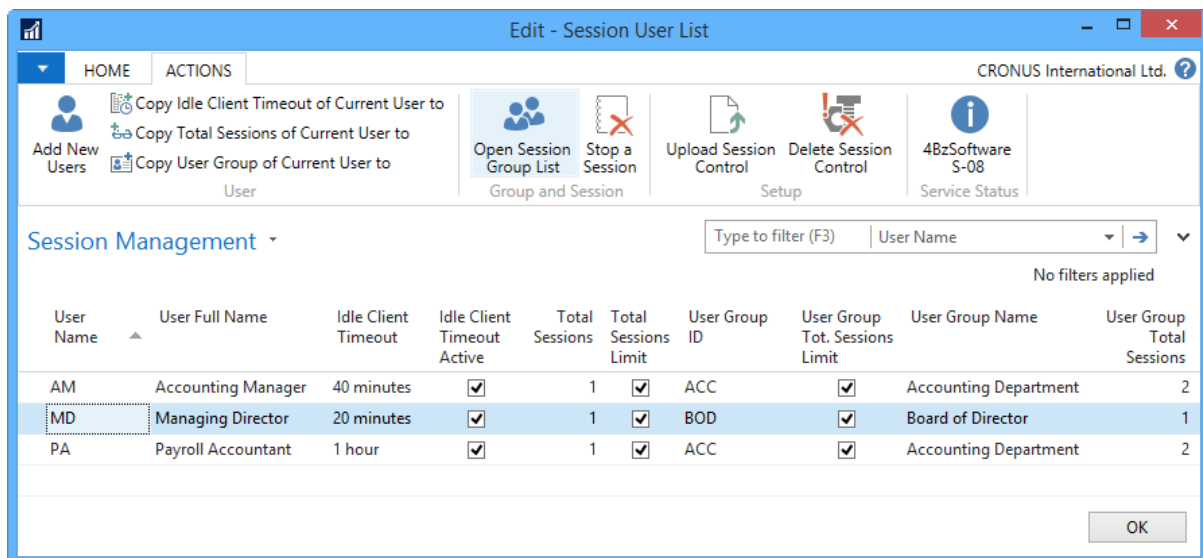 Edit - Session User List
HOME ACTIONS CRONUS International Ltd. ?
Add New Users
Copy Idle Client Timeout of Current User to
Copy Total Sessions of Current User to
Copy User Group of Current User to
User
Open Session Group List
Stop a Session
Group and Session
Upload Session Control
Delete Session Control
Setup
4BzSoftware S-08
Service Status
Session Management
Type to filter (F3) User Name
No filters applied
User Name User Full Name Idle Client Timeout Idle Client Timeout Active Total Sessions Total Sessions Limit User Group ID User Group Tot. Sessions Limit User Group Name User Group Total Sessions
AM Accounting Manager 40 minutes 1 ACC Accounting Department 2
MD Managing Director 20 minutes 1 BOD Board of Director 1
PA Payroll Accountant 1 hour 1 ACC Accounting Department 2
OK